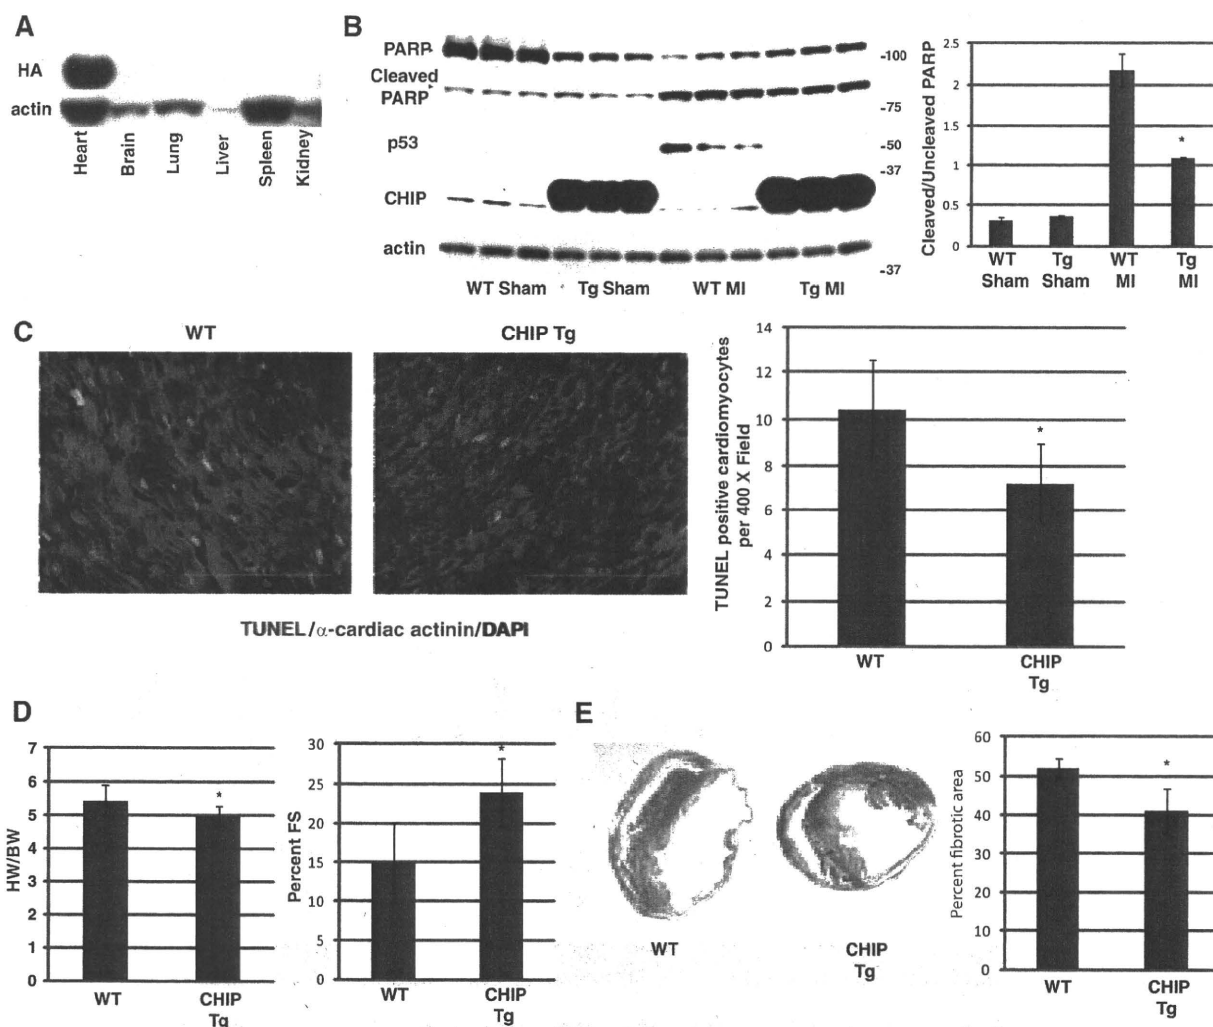 A
HA
actin
Heart
Brain
Lung
Liver
Spleen
Kidney
B
PARP-
Cleaved
PARP
p53
CHIP
actin
-100
-75
-50
-37
-37
WT Sham
Tg Sham
WT MI
Tg MI
Cleaved/Uncleaved PARP
2.5
2
1.5
1
0.5
0
*
WT
Sham
Tg
Sham
WT
MI
Tg
MI
C
WT
CHIP Tg
TUNEL/α-cardiac actinin/DAPI
TUNEL positive cardiomyocytes
per 400 X Field
14
12
10
8
6
4
2
0
*
WT
CHIP
Tg
D
HW/BW
7
6
5
4
3
2
1
0
*
WT
CHIP
Tg
Percent FS
30
25
20
15
10
5
0
*
WT
CHIP
Tg
E
WT
CHIP
Tg
Percent fibrotic area
60
50
40
30
20
10
0
*
WT
CHIP
Tg